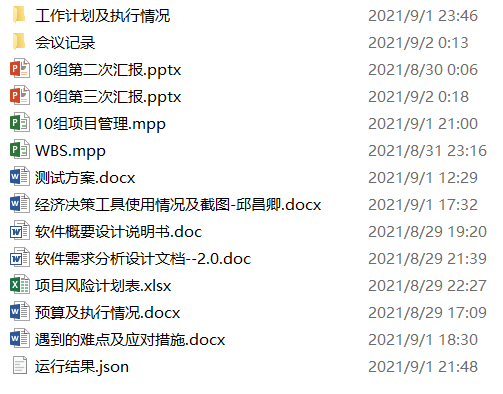 工作计划及执行情况 2021/9/1 23:46
会议记录 2021/9/2 0:13
10组第二次汇报.pptx 2021/8/30 0:06
10组第三次汇报.pptx 2021/9/2 0:18
10组项目管理.mpp 2021/9/1 21:00
WBS.mpp 2021/8/31 23:16
测试方案.docx 2021/9/1 12:29
经济决策工具使用情况及截图-邱昌卿.docx 2021/9/1 17:32
软件概要设计说明书.doc 2021/8/29 19:20
软件需求分析设计文档--2.0.doc 2021/8/29 21:39
项目风险计划表.xlsx 2021/8/29 22:27
预算及执行情况.docx 2021/8/29 17:09
遇到的难点及应对措施.docx 2021/9/1 18:30
运行结果.json 2021/9/1 21:48